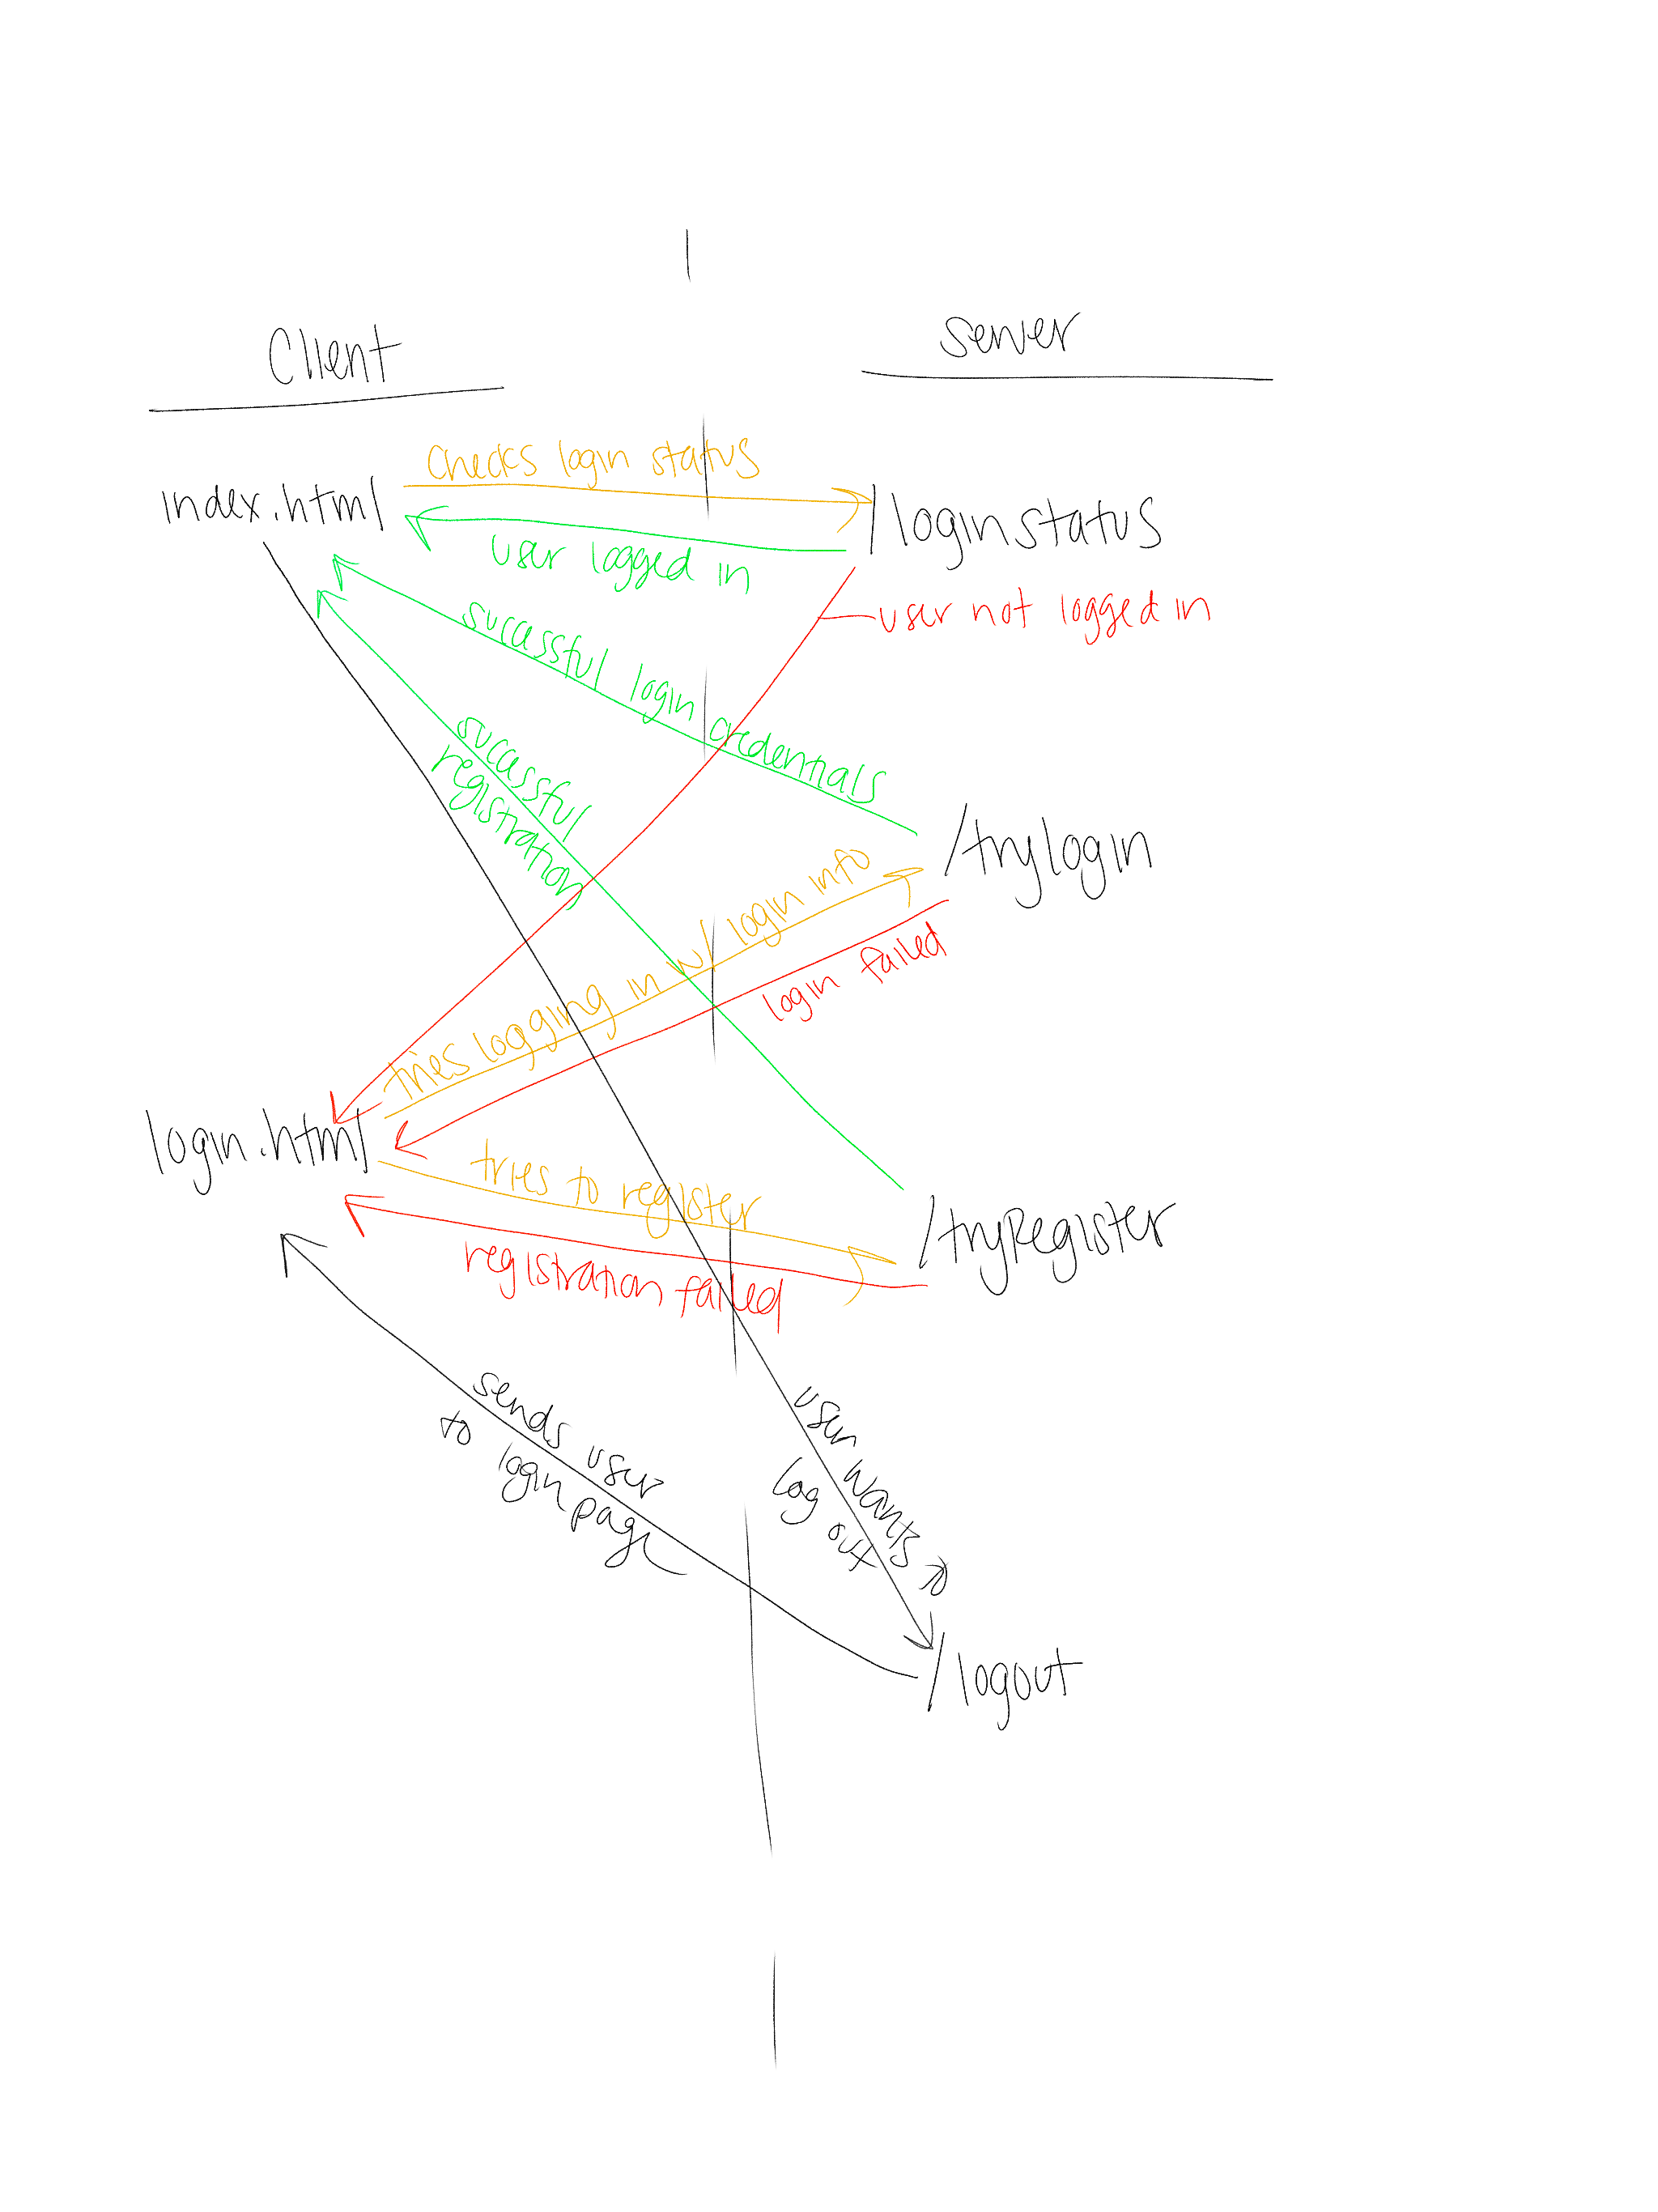 Client
server
checks login status
index.html
/loginstatus
user logged in
user not logged in
successful login credentials
successful
registration
/trylogin
tries logging in w/ login info
login failed
login.html
tries to register
/tryRegister
registration failed
sends user
to login page
user wants to
log out
/logout